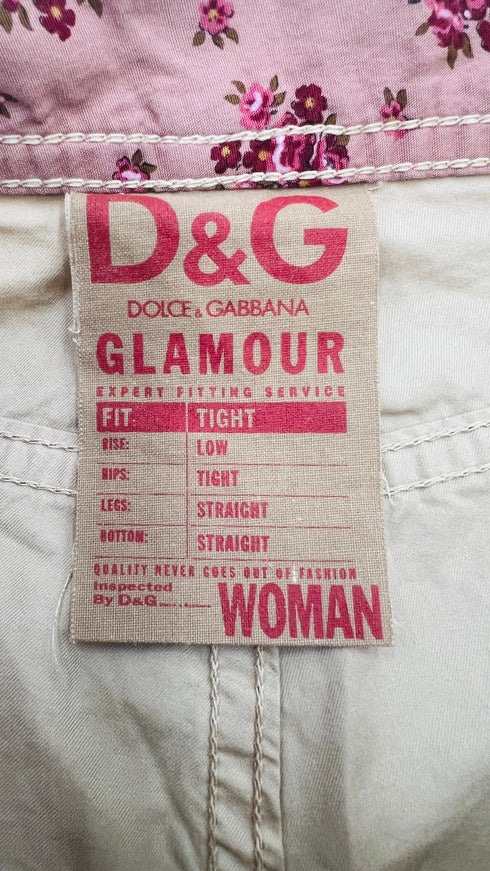 D&G
DOLCE & GABBANA
GLAMOUR
EXPERT FITTING SERVICE
FIT: TIGHT
RISE: LOW
HIPS: TIGHT
LEGS: STRAIGHT
BOTTOM: STRAIGHT
QUALITY NEVER GOES OUT OF FASHION
Inspected
By D&G
WOMAN